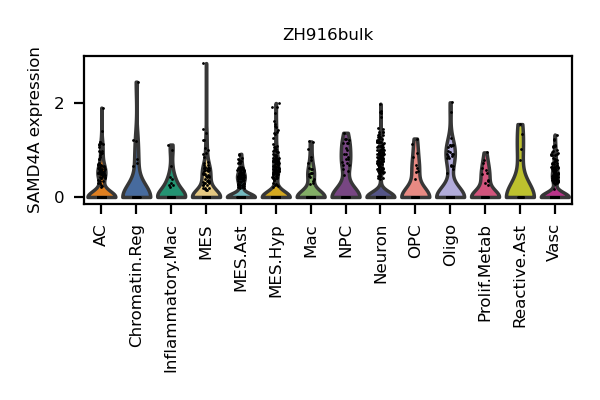 ZH916bulk
SAMD4A expression
2
0
AC
Chromatin.Reg
Inflammatory.Mac
MES
MES.Ast
MES.Hyp
Mac
NPC
Neuron
OPC
Oligo
Prolif.Metab
Reactive.Ast
Vasc